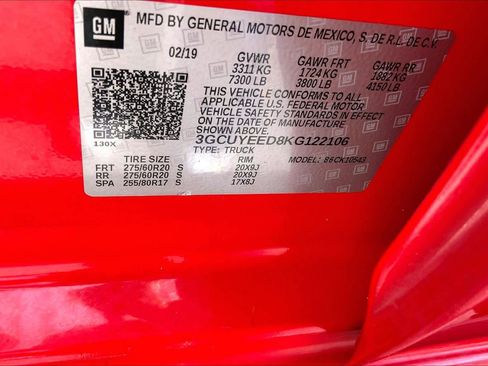 GM
MFD BY GENERAL MOTORS DE MEXICO, S. DE R.L. DE C.V.
02/19
GVWR GAWR FRT GAWR RR
3311 KG 1724 KG 1882 KG
7300 LB 3800 LB 4150 LB
THIS VEHICLE CONFORMS TO ALL
APPLICABLE U.S. FEDERAL MOTOR
VEHICLE SAFETY STANDARDS IN EFFECT
ON THE DATE OF MANUFACTURE
SHOWN ABOVE.
130X
3GCUYEED8KG122106
TYPE: TRUCK
MODEL: 86CK10543
TIRE SIZE RIM
FRT 275/60R20 S 20X9J
RR 275/60R20 S 20X9J
SPA 255/80R17 S 17X8J